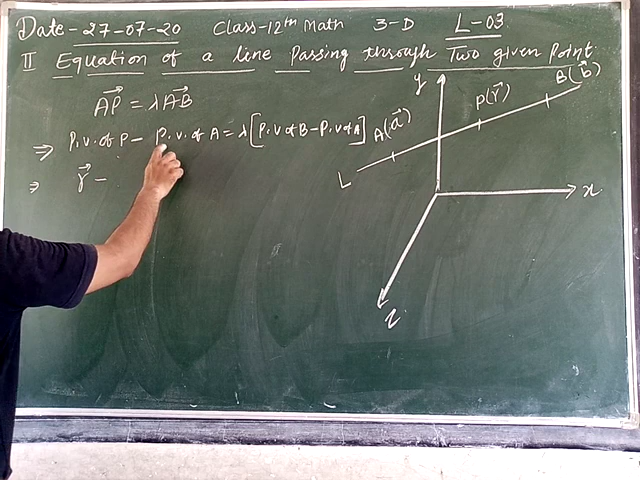 Date - 27-07-20 Class-12th Math 3-D L-03
II Equation of a line Passing through Two given Point.
AP⃗ = λAB⃗
⇒ P.V. of P - P.V. of A = λ[P.V of B - P.V of A]
⇒ r⃗ -
y
B(b⃗)
P(r⃗)
A(a⃗)
L
x
z